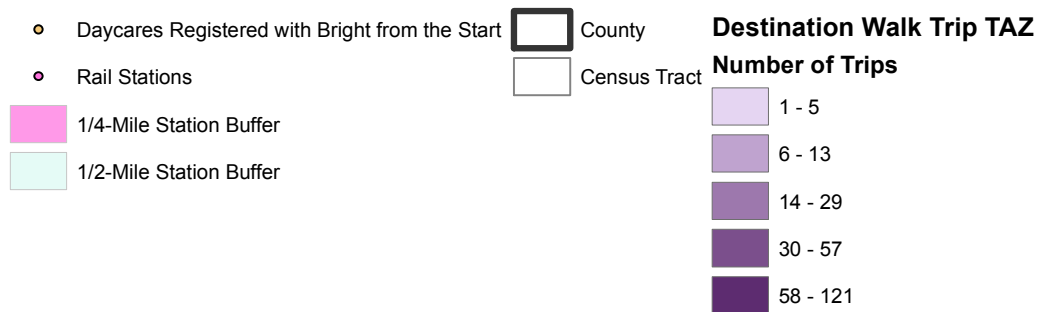 Daycares Registered with Bright from the Start
Rail Stations
1/4-Mile Station Buffer
1/2-Mile Station Buffer
County
Census Tract
Destination Walk Trip TAZ
Number of Trips
1 - 5
6 - 13
14 - 29
30 - 57
58 - 121